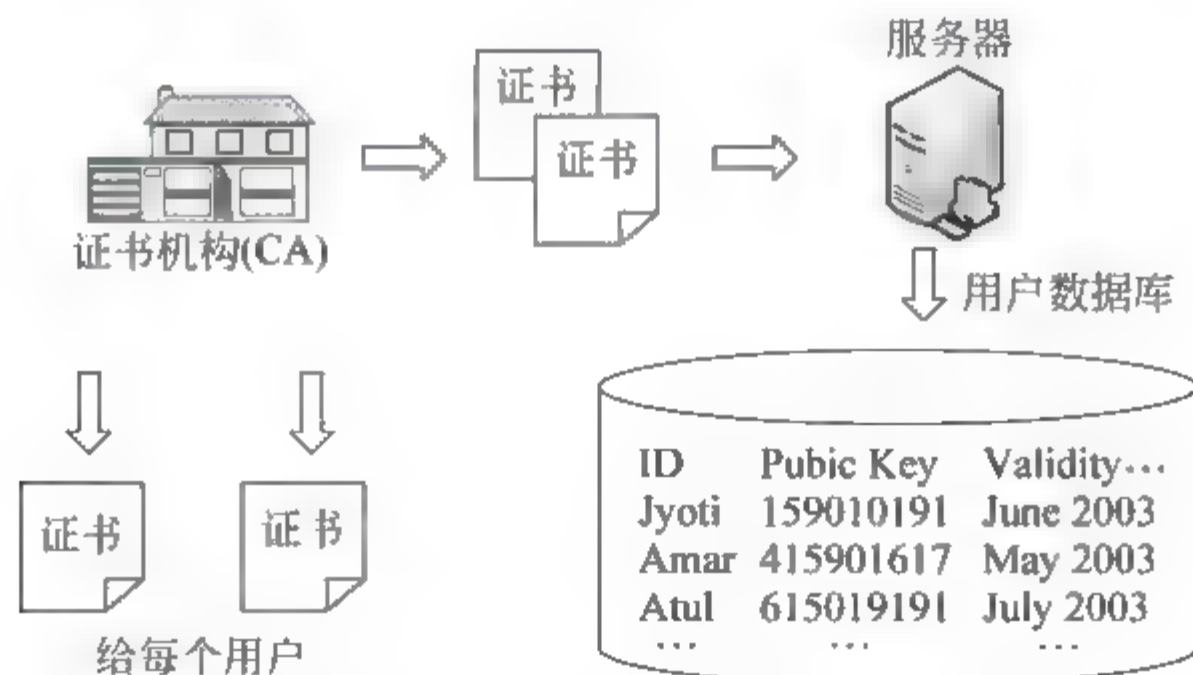 服务器
证书
证书
证书机构(CA)
用户数据库
ID Pubic Key Validity…
Jyoti 159010191 June 2003
Amar 415901617 May 2003
Atul 615019191 July 2003
… … …
证书
证书
给每个用户